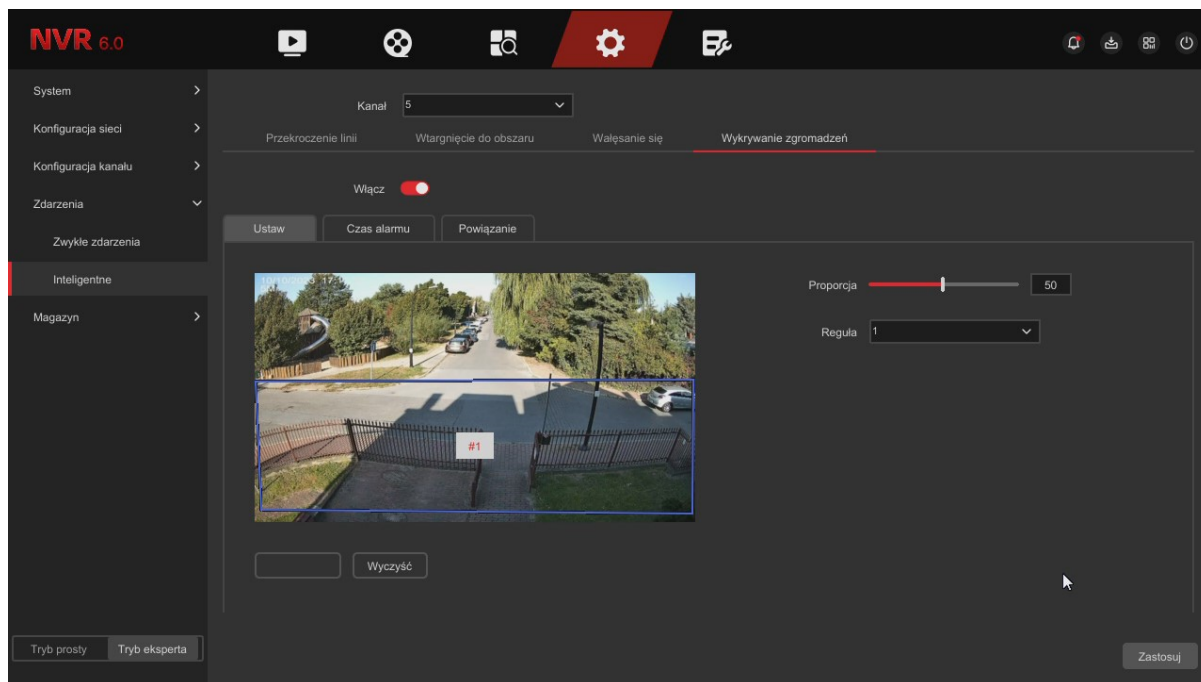 NVR 6.0
System
Konfiguracja sieci
Konfiguracja kanału
Zdarzenia
Zwykłe zdarzenia
Inteligentne
Magazyn
Tryb prosty Tryb eksperta
Kanał 5
Przekroczenie linii Wtargnięcie do obszaru Wałęsanie się Wykrywanie zgromadzeń
Włącz
Ustaw Czas alarmu Powiązanie
#1
Proporcja 50
Reguła 1
Wyczyść
Zastosuj